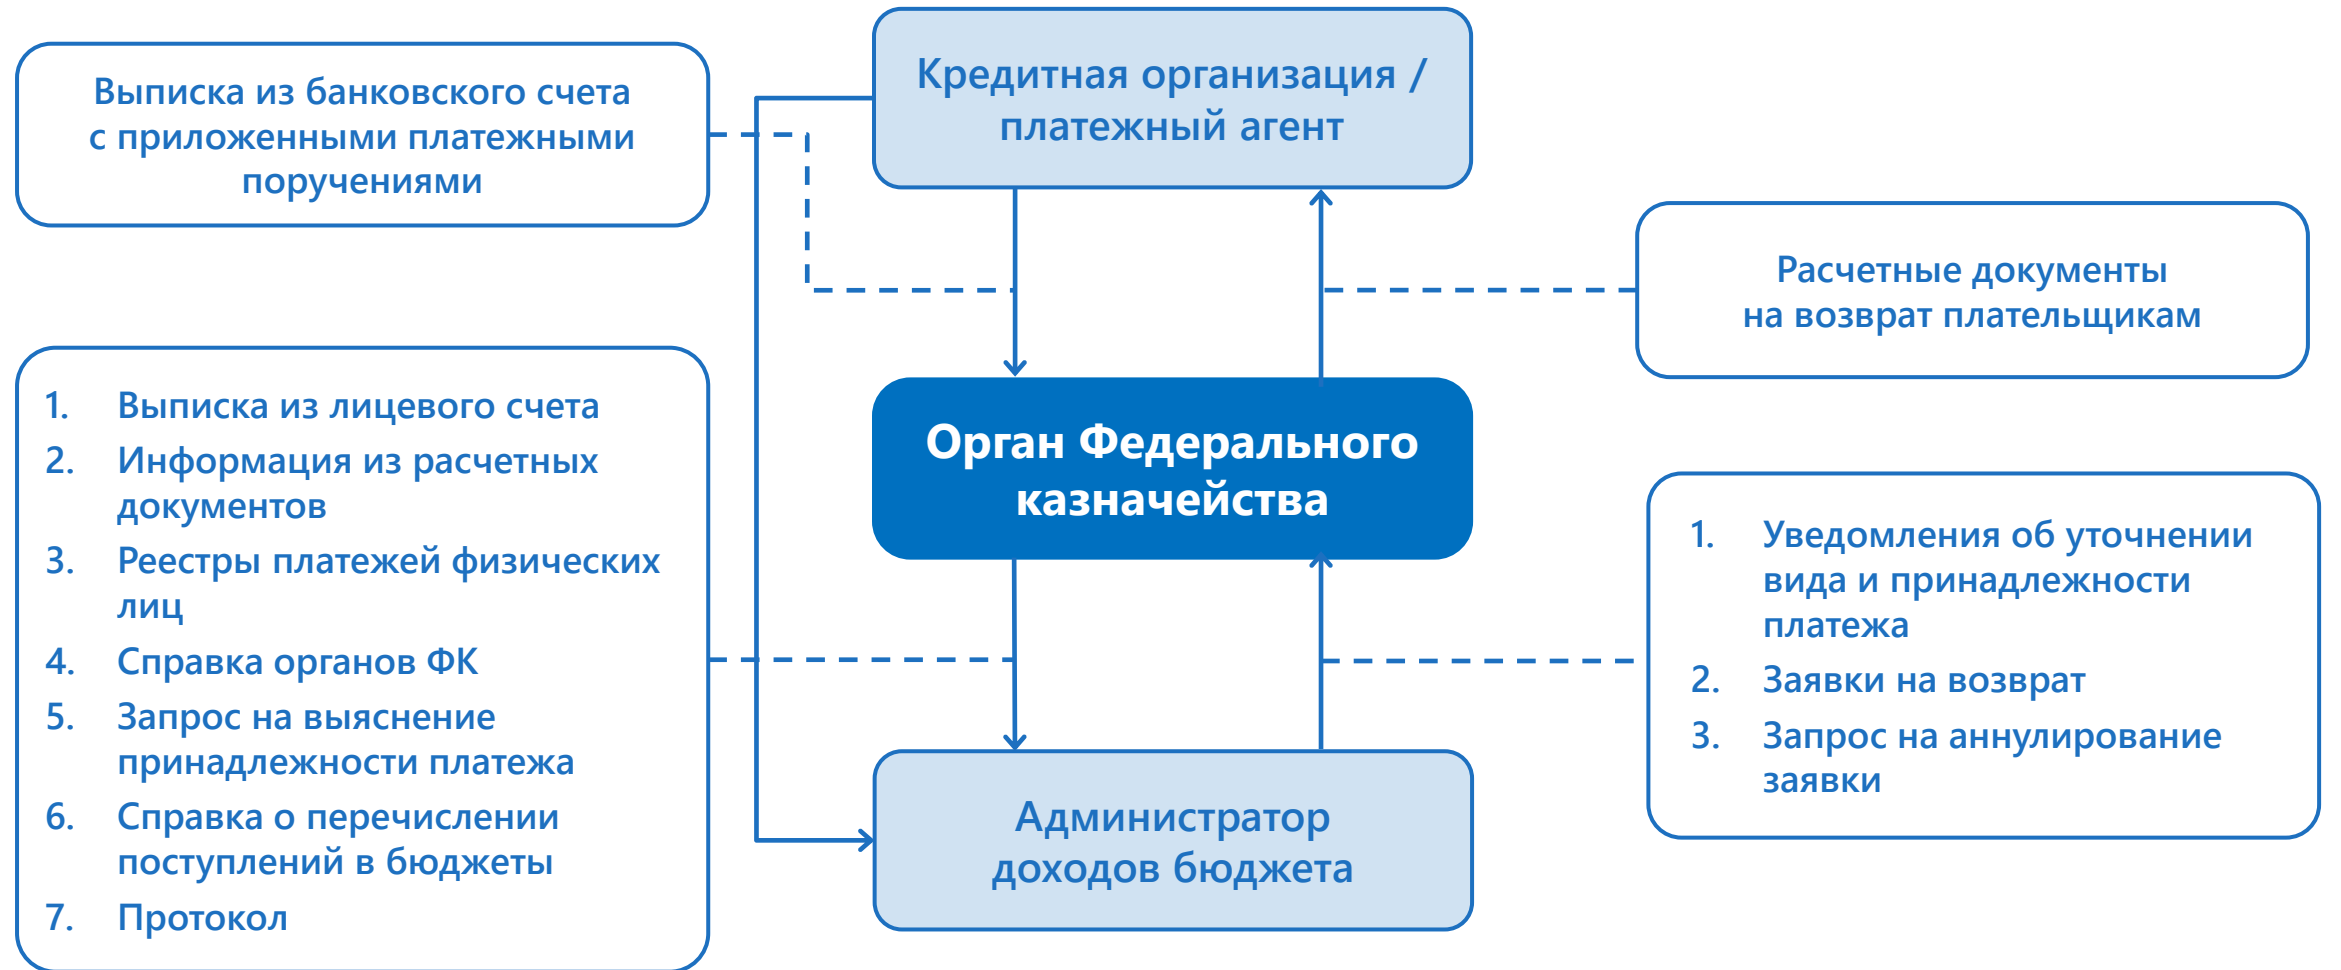 Кредитная организация /
платежный агент
Выписка из банковского счета
с приложенными платежными
поручениями
Расчетные документы
на возврат плательщикам
Орган Федерального
казначейства
1. Выписка из лицевого счета
2. Информация из расчетных
документов
3. Реестры платежей физических
лиц
4. Справка органов ФК
5. Запрос на выяснение
принадлежности платежа
6. Справка о перечислении
поступлений в бюджеты
7. Протокол
1. Уведомления об уточнении
вида и принадлежности
платежа
2. Заявки на возврат
3. Запрос на аннулирование
заявки
Администратор
доходов бюджета